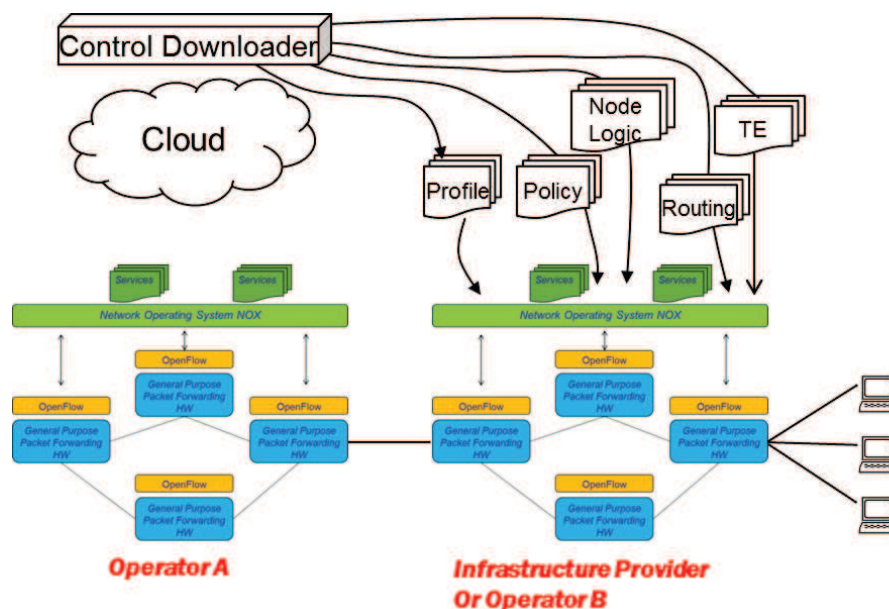 Control Downloader
Cloud
Node
Logic
TE
Profile
Policy
Routing
Services
Services
Services
Services
Network Operating System NOX
Network Operating System NOX
OpenFlow
General Purpose
Packet Forwarding
HW
OpenFlow
General Purpose
Packet Forwarding
HW
OpenFlow
General Purpose
Packet Forwarding
HW
OpenFlow
General Purpose
Packet Forwarding
HW
OpenFlow
General Purpose
Packet Forwarding
HW
OpenFlow
General Purpose
Packet Forwarding
HW
OpenFlow
General Purpose
Packet Forwarding
HW
OpenFlow
General Purpose
Packet Forwarding
HW
Operator A
Infrastructure Provider
Or Operator B